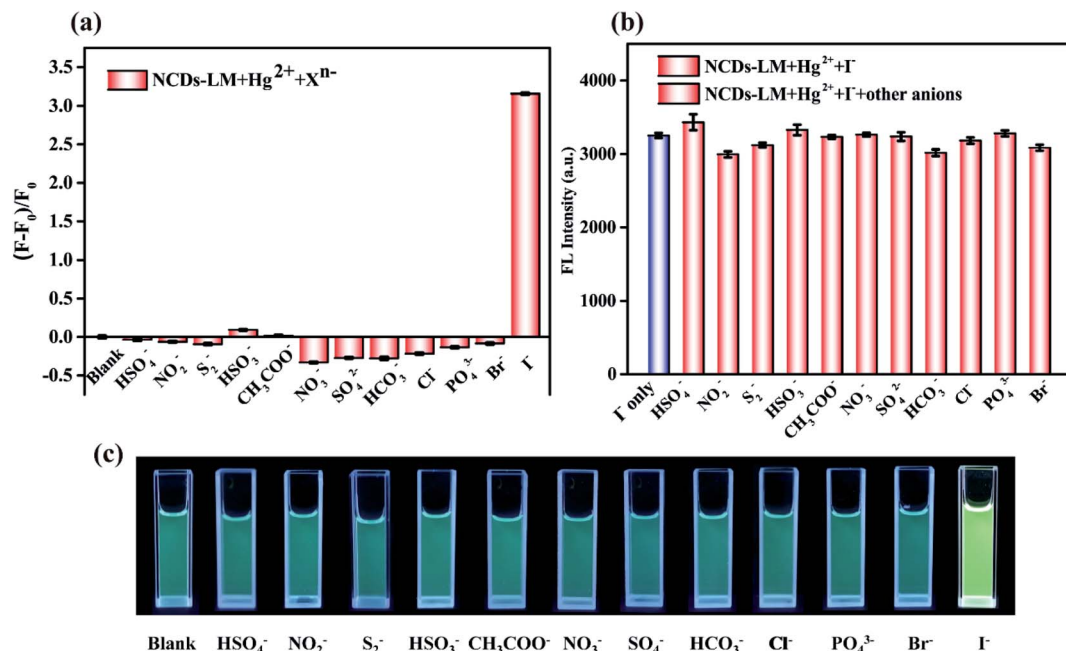 (a)
3.5
3.0
2.5
2.0
1.5
1.0
0.5
0.0
-0.5
(F-F₀)/F₀
NCDs-LM+Hg²⁺+Xⁿ⁻
Blank
HSO₄⁻
NO₂⁻
S₂⁻
HSO₃⁻
CH₃COO⁻
NO₃⁻
SO₄²⁻
HCO₃⁻
Cl⁻
PO₄³⁻
Br⁻
I⁻
(b)
4000
3000
2000
1000
0
FL Intensity (a.u.)
NCDs-LM+Hg²⁺+I⁻
NCDs-LM+Hg²⁺+I⁻+other anions
I⁻ only
HSO₄⁻
NO₂⁻
S₂⁻
HSO₃⁻
CH₃COO⁻
NO₃⁻
SO₄²⁻
HCO₃⁻
Cl⁻
PO₄³⁻
Br⁻
(c)
Blank HSO₄⁻ NO₂⁻ S₂⁻ HSO₃⁻ CH₃COO⁻ NO₃⁻ SO₄⁻ HCO₃⁻ Cl⁻ PO₄³⁻ Br⁻ I⁻